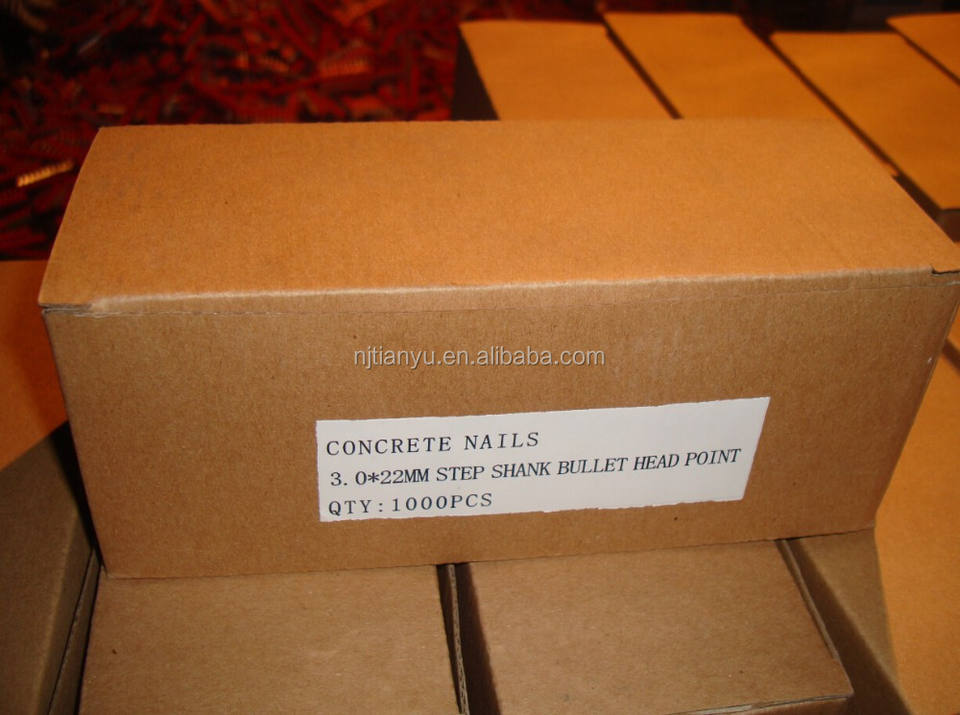 njtianyu.en.alibaba.com
CONCRETE NAILS
3.0*22MM STEP SHANK BULLET HEAD POINT
QTY:1000PCS